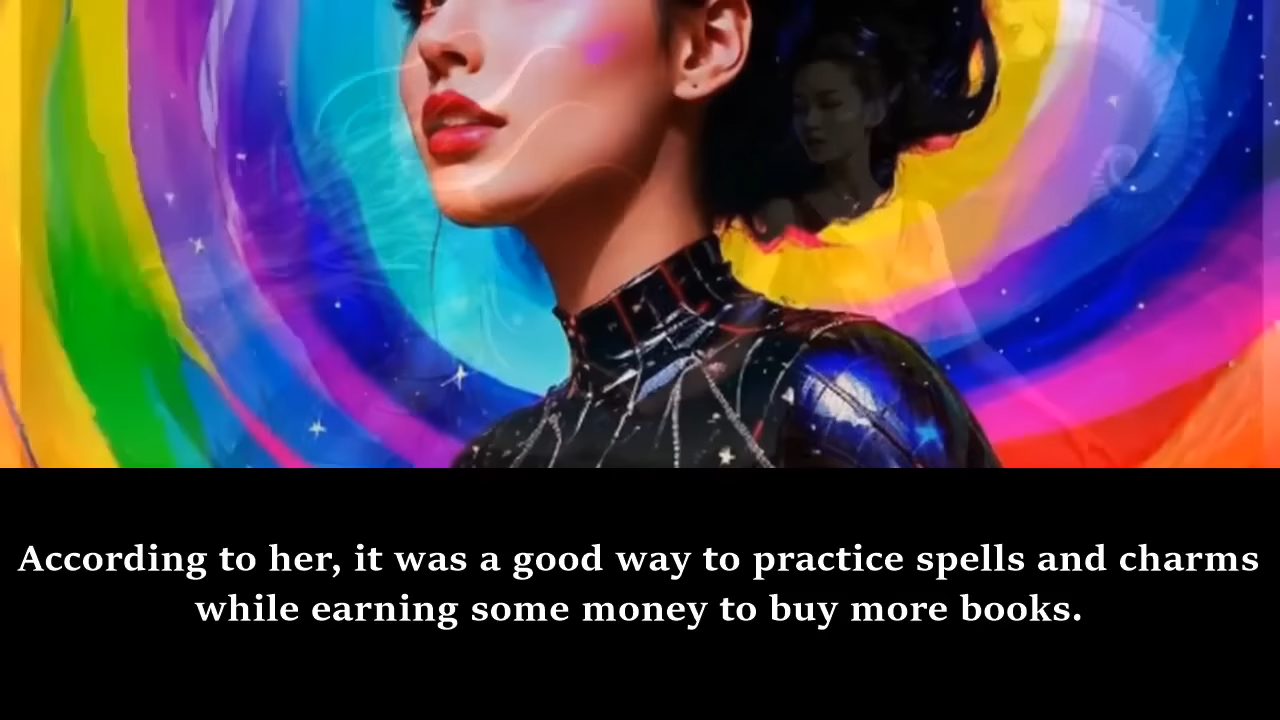 According to her, it was a good way to practice spells and charms
while earning some money to buy more books.